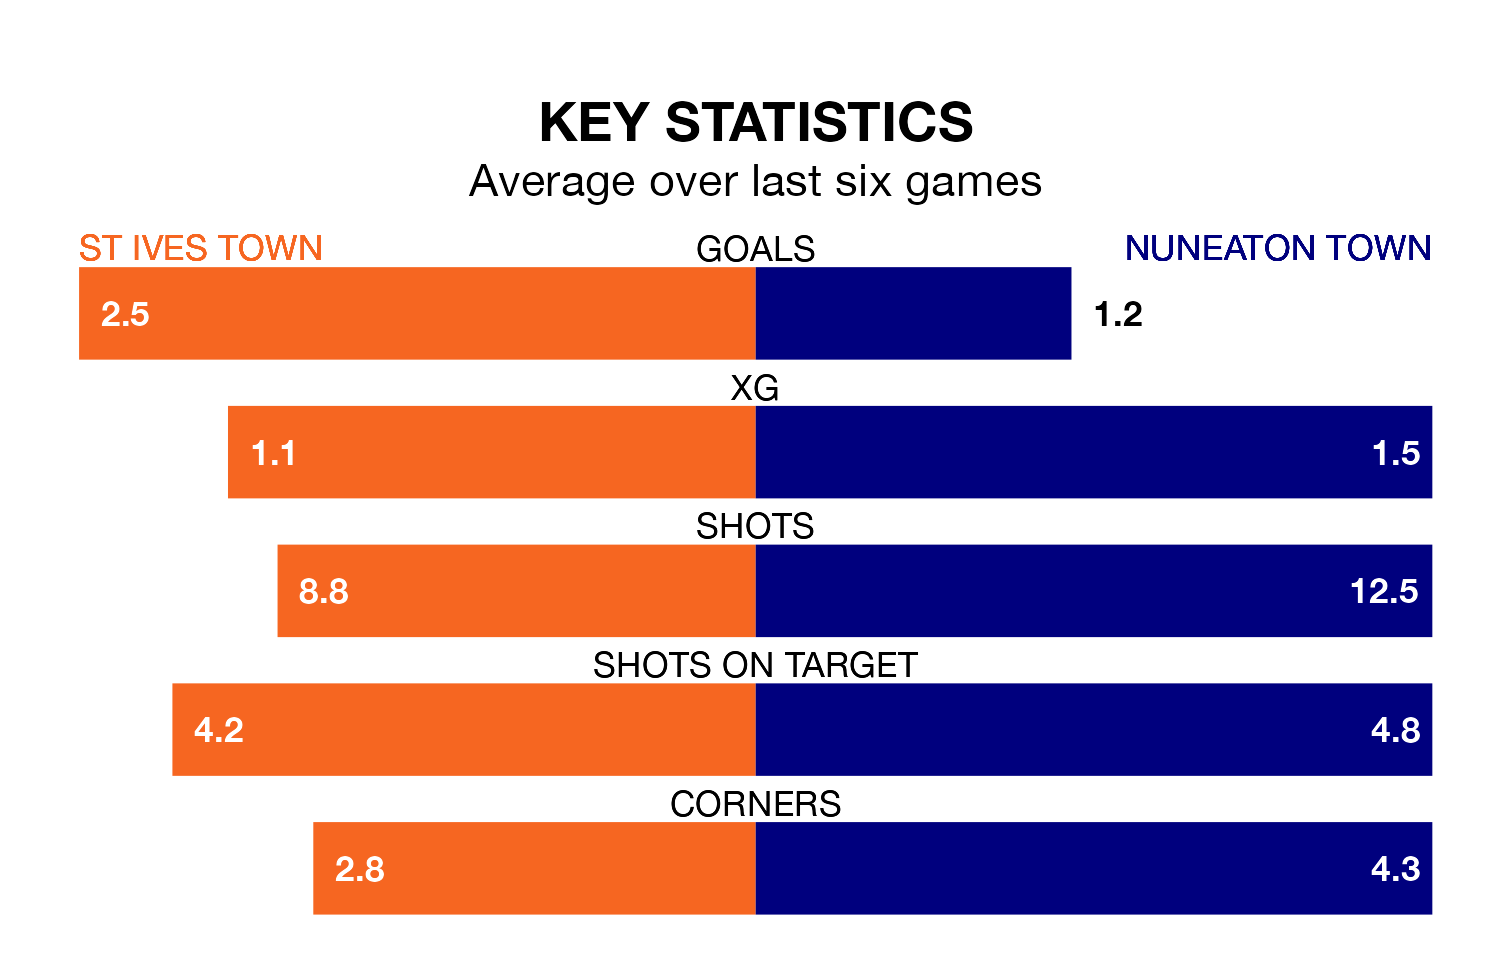 KEY STATISTICS
Average over last six games
ST IVES TOWN
GOALS
NUNEATON TOWN
2.5
1.2
XG
1.1
1.5
SHOTS
8.8
12.5
SHOTS ON TARGET
4.2
4.8
CORNERS
2.8
4.3